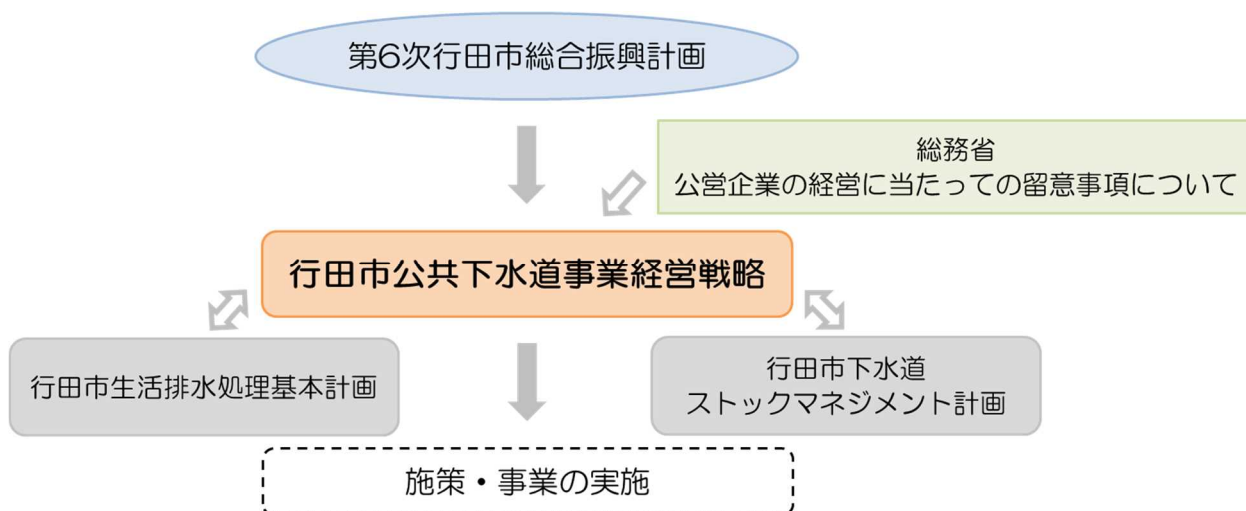 第6次行田市総合振興計画
総務省
公営企業の経営に当たっての留意事項について
行田市公共下水道事業経営戦略
行田市生活排水処理基本計画
行田市下水道
ストックマネジメント計画
施策・事業の実施